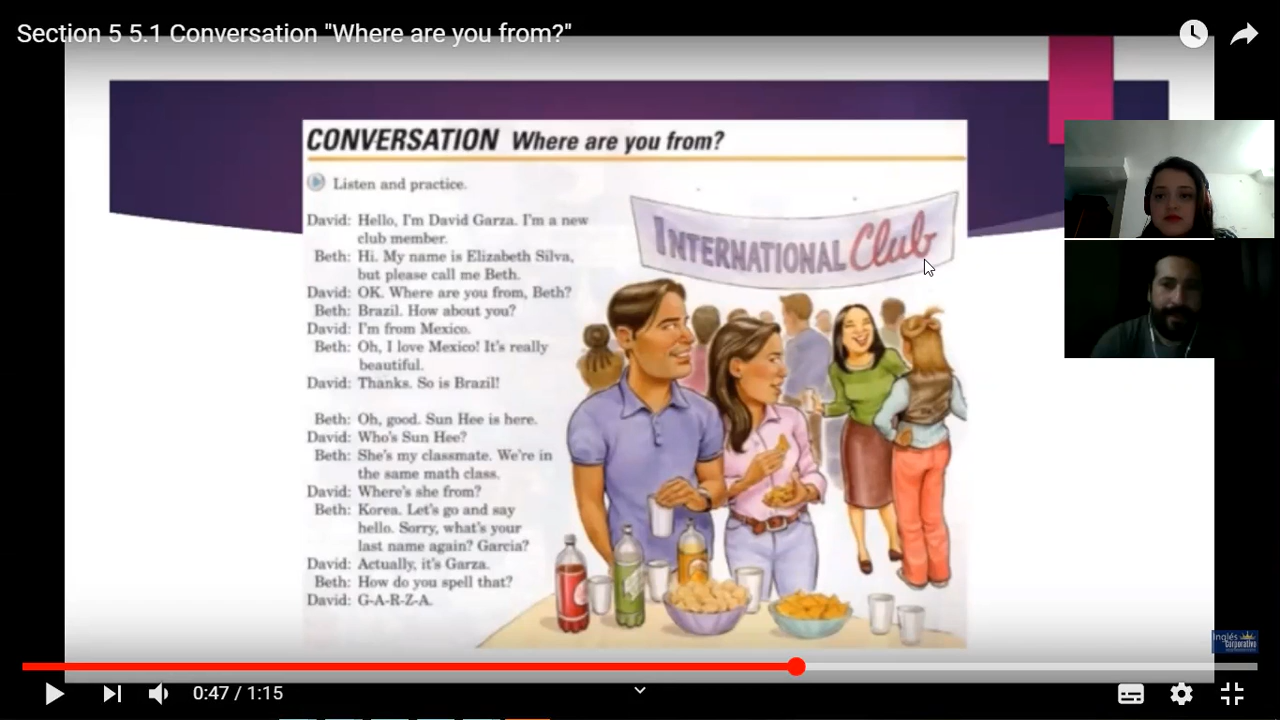 Section 5 5.1 Conversation "Where are you from?"
CONVERSATION Where are you from?
Listen and practice.
INTERNATIONAL Club
David: Hello, I'm David Garza. I'm a new
club member.
Beth: Hi. My name is Elizabeth Silva,
but please call me Beth.
David: OK. Where are you from, Beth?
Beth: Brazil. How about you?
David: I'm from Mexico.
Beth: Oh, I love Mexico! It's really
beautiful.
David: Thanks. So is Brazil!
Beth: Oh, good. Sun Hee is here.
David: Who's Sun Hee?
Beth: She's my classmate. We're in
the same math class.
David: Where's she from?
Beth: Korea. Let's go and say
hello. Sorry, what's your
last name again? Garcia?
David: Actually, it's Garza.
Beth: How do you spell that?
David: G-A-R-Z-A.
Inglés
Corporativo
0:47 / 1:15